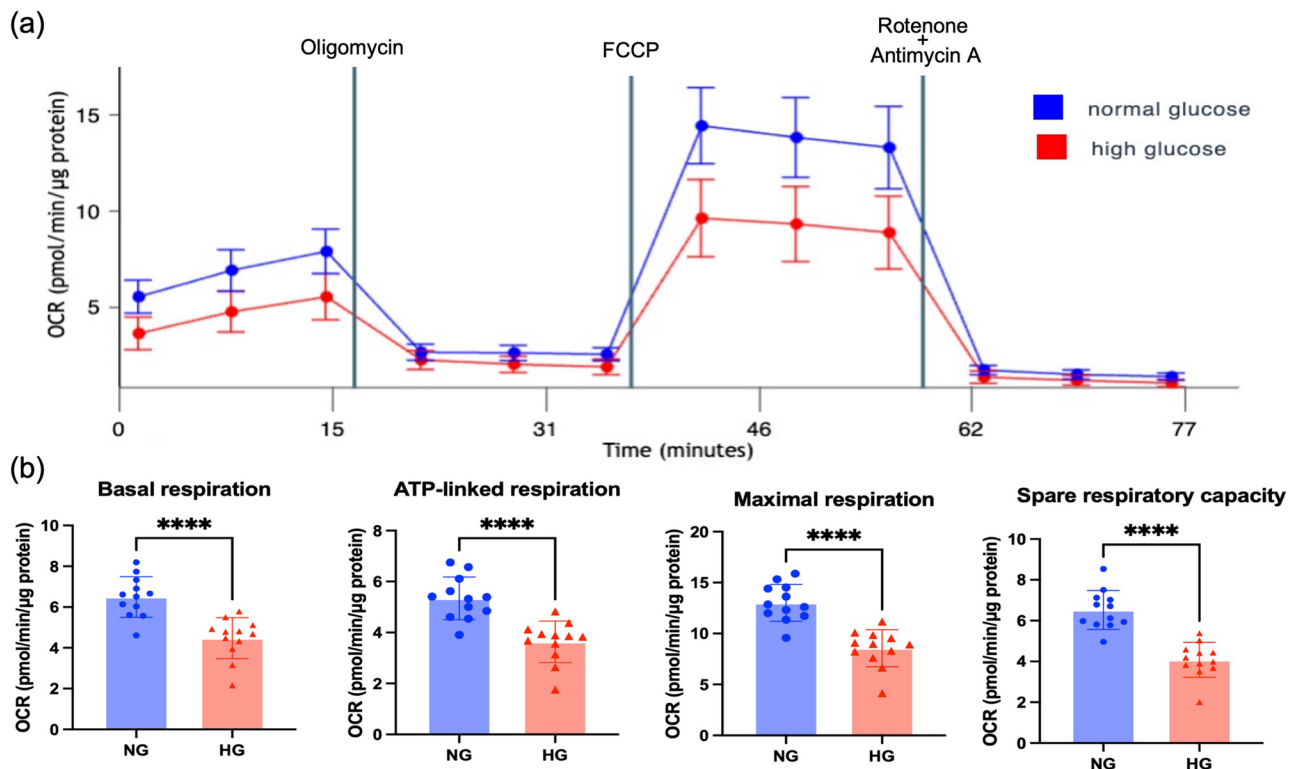 (a)
Oligomycin
FCCP
Rotenone
+
Antimycin A
OCR (pmol/min/µg protein)
15
10
5
normal glucose
high glucose
0
15
31
46
62
77
Time (minutes)
(b)
Basal respiration
****
OCR (pmol/min/µg protein)
10
8
6
4
2
0
NG
HG
ATP-linked respiration
****
OCR (pmol/min/µg protein)
8
6
4
2
0
NG
HG
Maximal respiration
****
OCR (pmol/min/µg protein)
20
15
10
5
0
NG
HG
Spare respiratory capacity
****
OCR (pmol/min/µg protein)
10
8
6
4
2
0
NG
HG